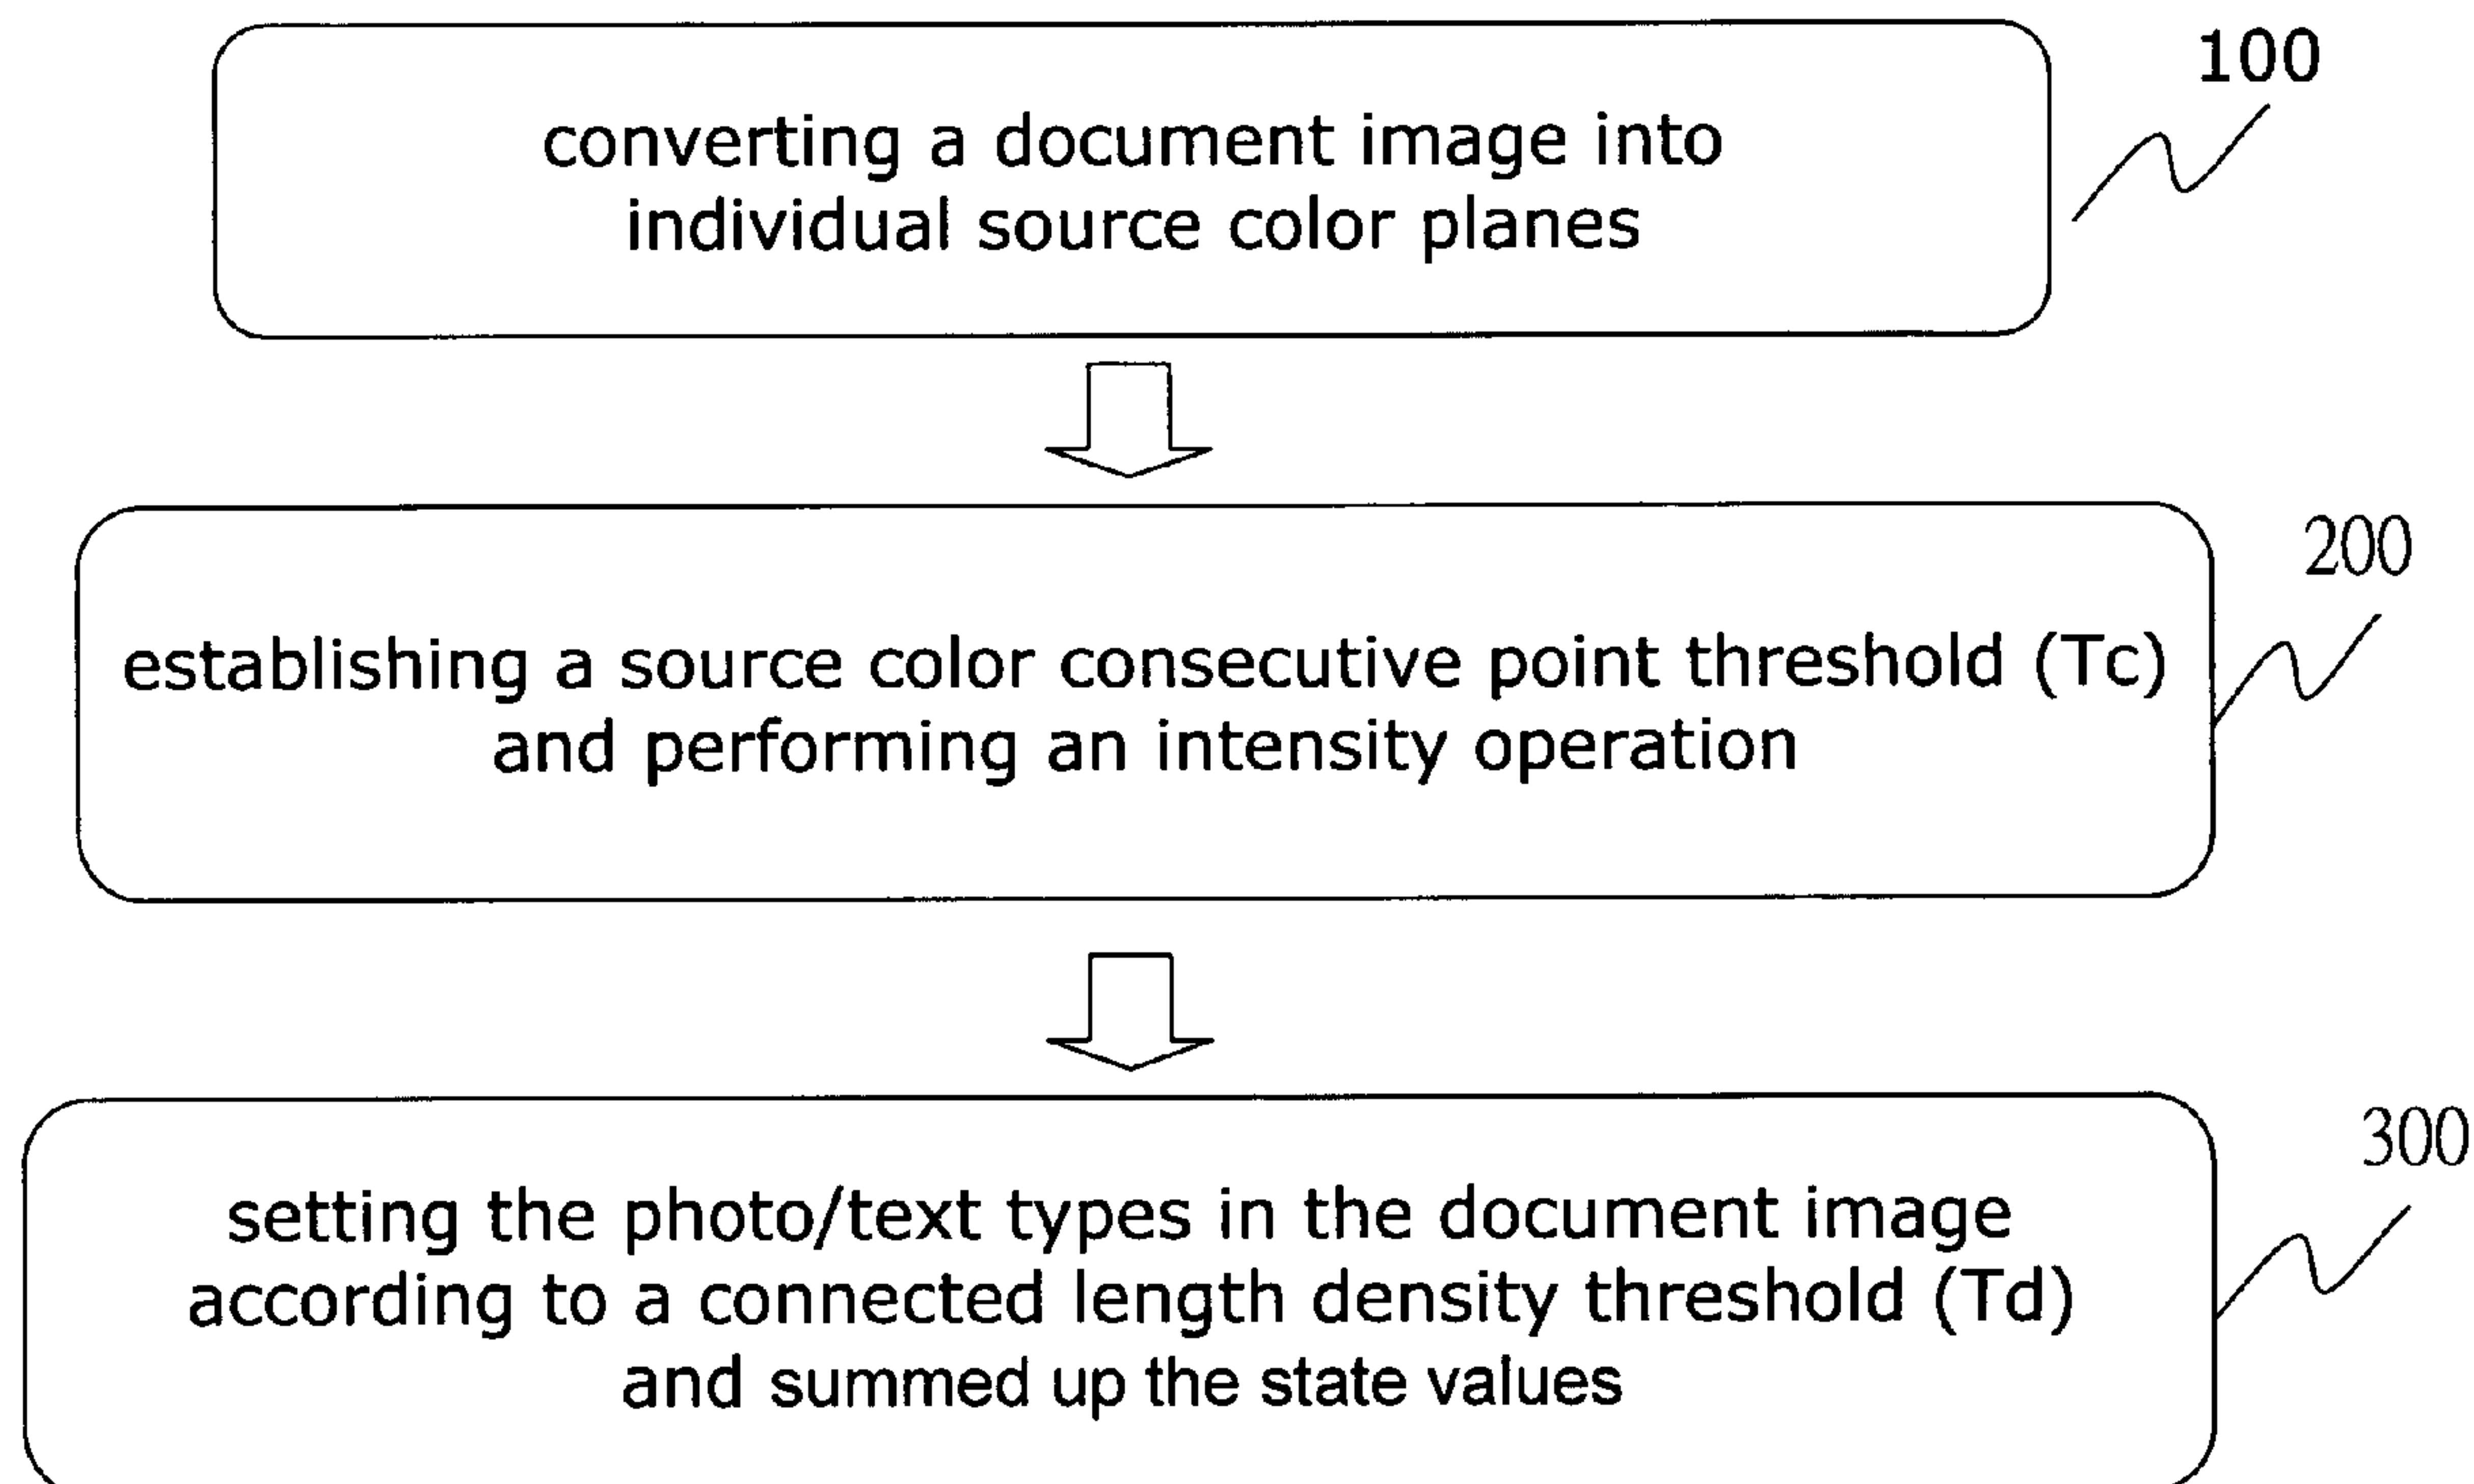 100
converting a document image into
individual source color planes
200
establishing a source color consecutive point threshold (Tc)
and performing an intensity operation
300
setting the photo/text types in the document image
according to a connected length density threshold (Td)
and summed up the state values